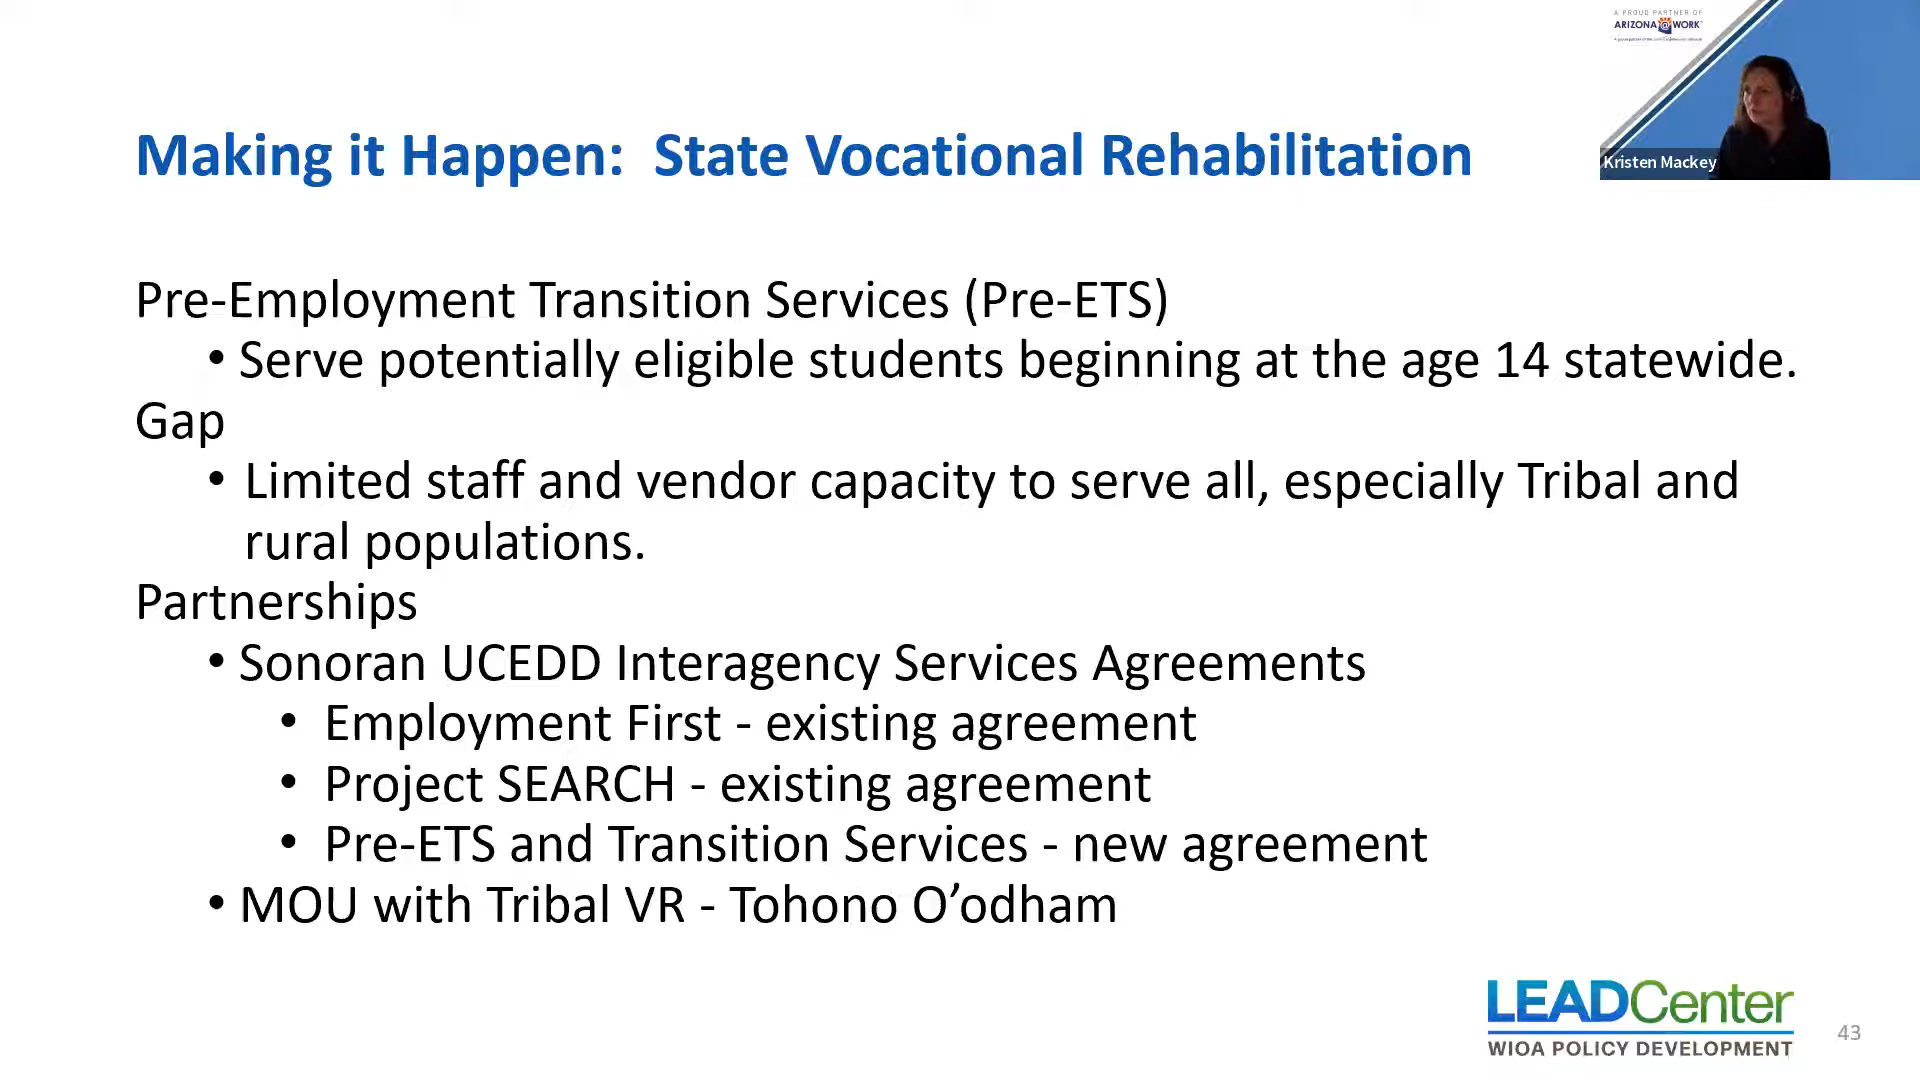 A PROUD PARTNER OF
ARIZONA@WORK
Kristen Mackey
Making it Happen: State Vocational Rehabilitation
Pre-Employment Transition Services (Pre-ETS)
• Serve potentially eligible students beginning at the age 14 statewide.
Gap
• Limited staff and vendor capacity to serve all, especially Tribal and
rural populations.
Partnerships
• Sonoran UCEDD Interagency Services Agreements
• Employment First - existing agreement
• Project SEARCH - existing agreement
• Pre-ETS and Transition Services - new agreement
• MOU with Tribal VR - Tohono O’odham
LEADCenter
WIOA POLICY DEVELOPMENT
43